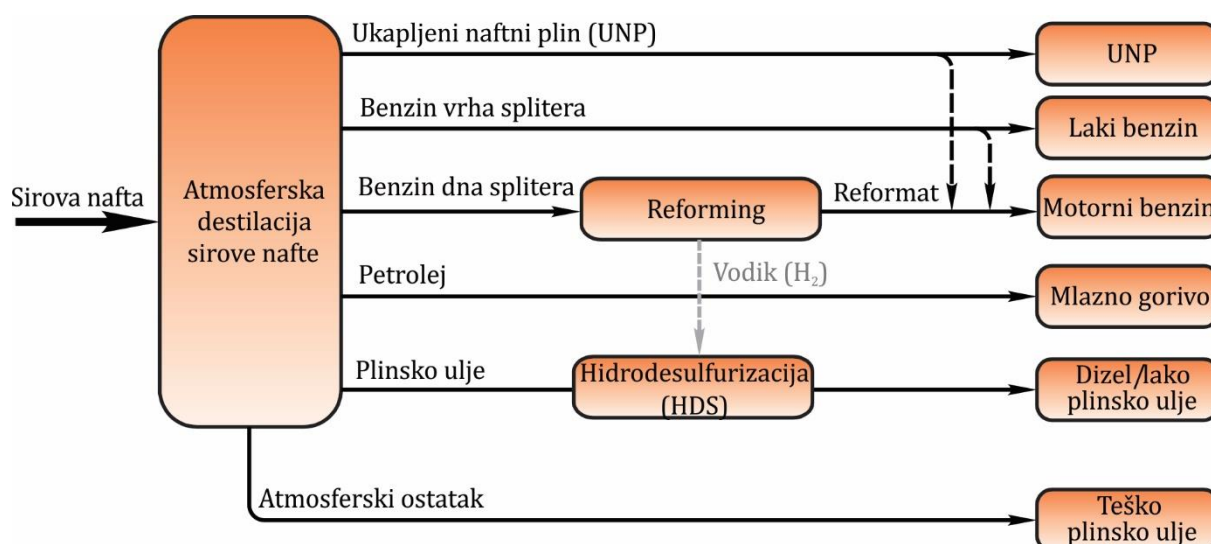 Sirova nafta
Atmosferska
destilacija
sirove nafte
Ukapljeni naftni plin (UNP)
UNP
Benzin vrha splitera
Laki benzin
Benzin dna splitera
Reforming
Reformat
Motorni benzin
Vodik (H₂)
Petrolej
Mlazno gorivo
Plinsko ulje
Hidrodesulfurizacija
(HDS)
Dizel/lako
plinsko ulje
Atmosferski ostatak
Teško
plinsko ulje